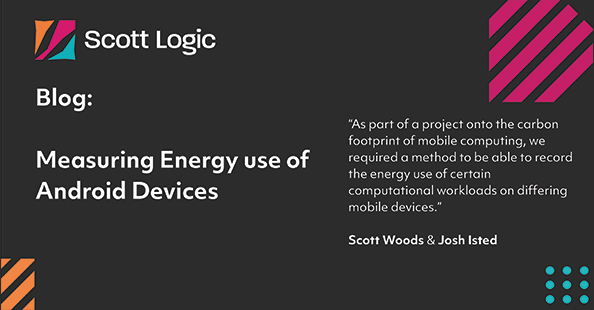 Scott Logic
Blog:
Measuring Energy use of
Android Devices
“As part of a project onto the carbon
footprint of mobile computing, we
required a method to be able to record
the energy use of certain
computational workloads on differing
mobile devices.”
Scott Woods & Josh Isted